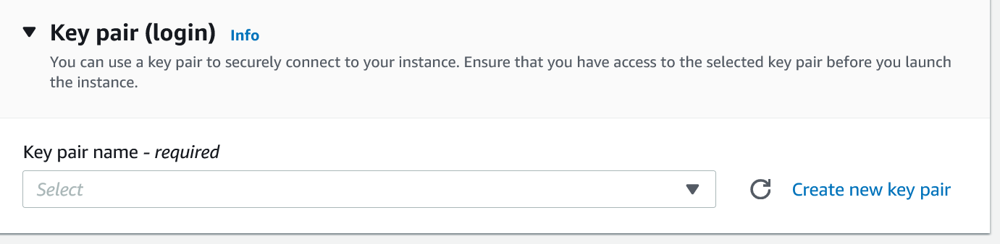 Key pair (login) Info
You can use a key pair to securely connect to your instance. Ensure that you have access to the selected key pair before you launch
the instance.
Key pair name - required
Select
Create new key pair